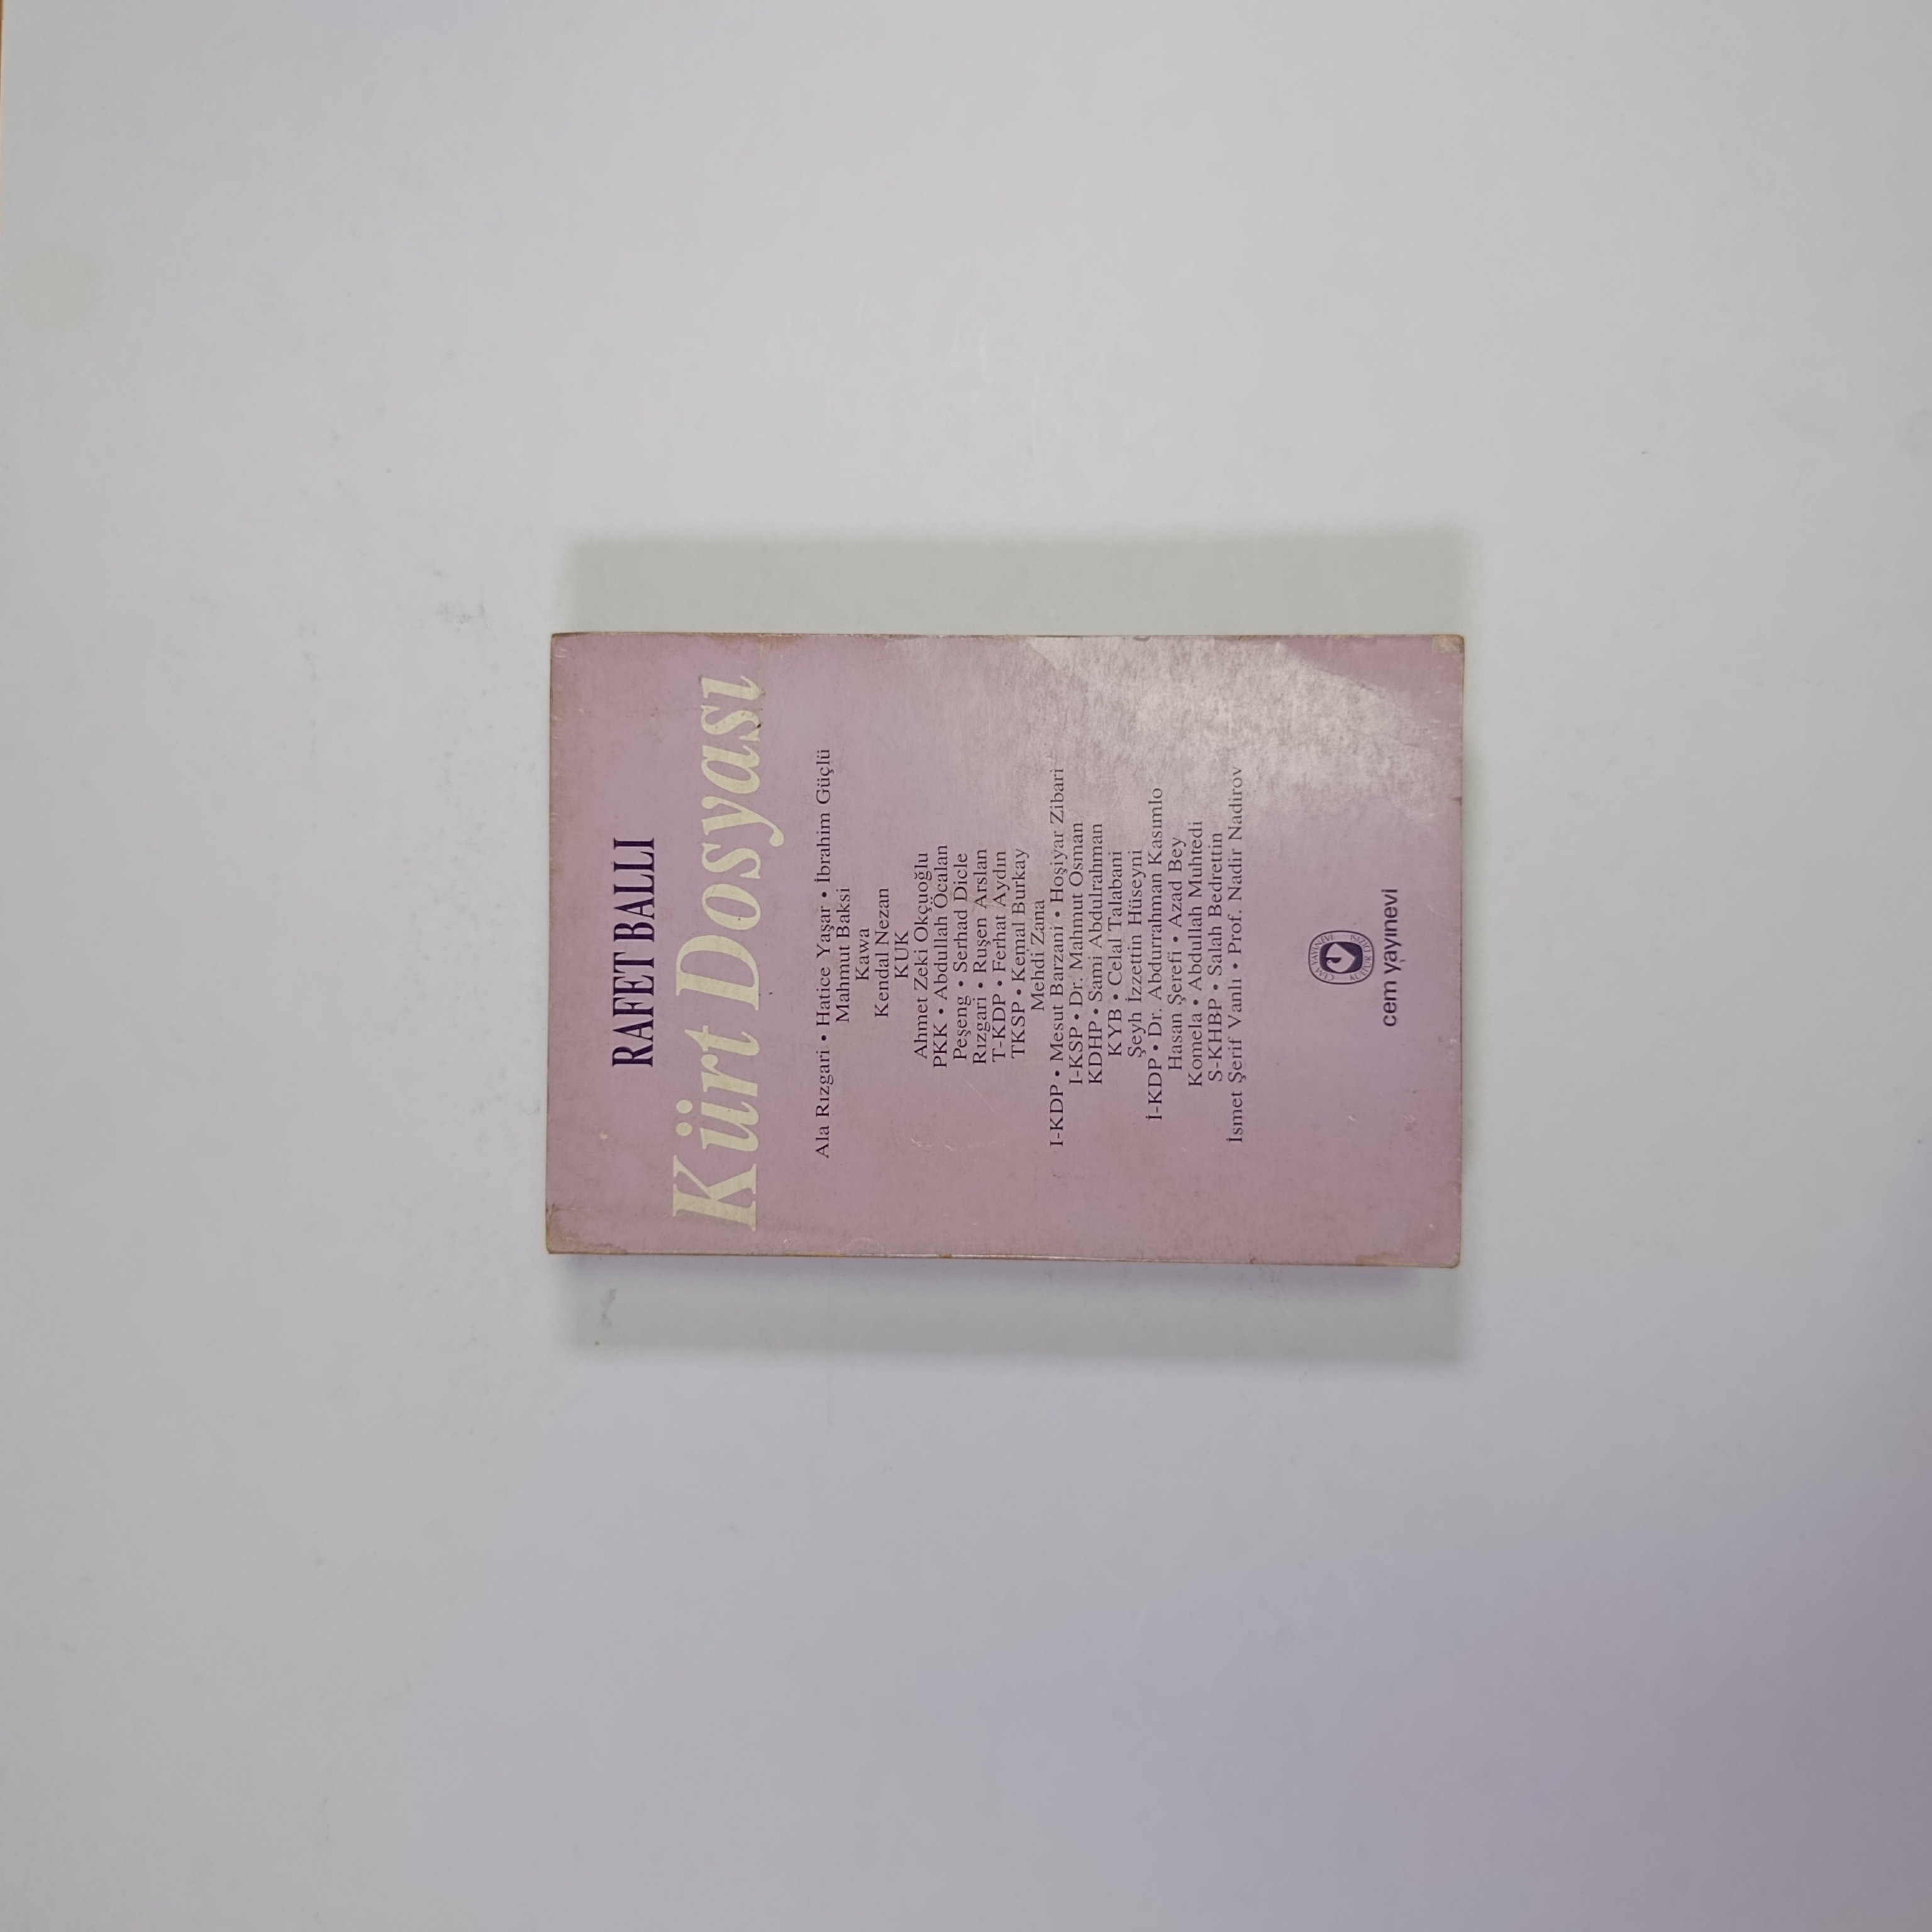 RAFET BALLI
Kürt Dosyası
Ala Rızgari • Hatice Yaşar • İbrahim Güçlü
Mahmut Baksi
Kawa
Kendal Nezan
KUK
Ahmet Zeki Okçuoğlu
PKK • Abdullah Öcalan
Peşeng • Serhad Dicle
Rızgari • Ruşen Arslan
T-KDP • Ferhat Aydın
TKSP • Kemal Burkay
Mehdi Zana
I-KDP • Mesut Barzani • Hoşiyar Zibari
I-KSP • Dr. Mahmut Osman
KDHP • Sami Abdulrahman
KYB • Celal Talabani
Şeyh İzzettin Hüseyni
İ-KDP • Dr. Abdurrahman Kasımlo
Hasan Şerefi • Azad Bey
Komela • Abdullah Muhtedi
S-KHBP • Salah Bedrettin
İsmet Şerif Vanlı • Prof. Nadir Nadirov
cem yayınevi